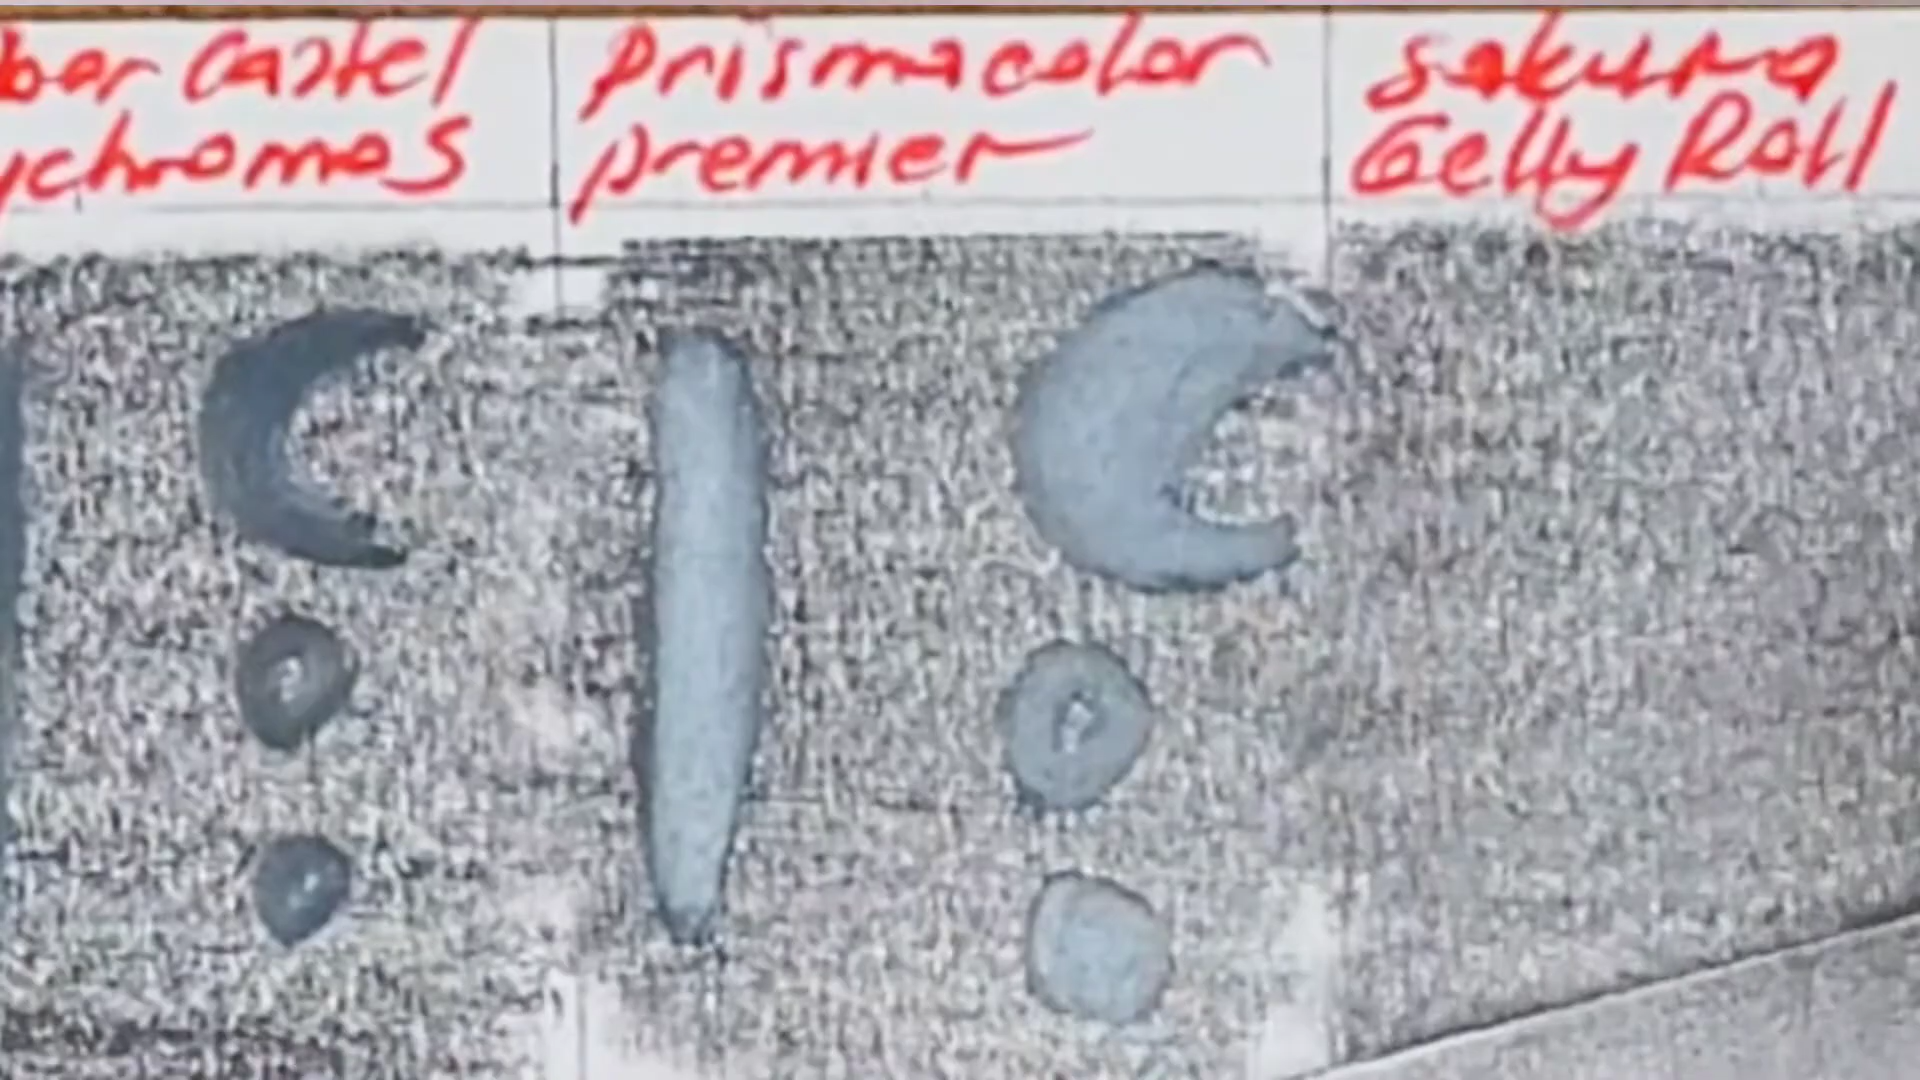 ber Castel
ychromos
Prismacolor
premier
Sakura
Gelly Roll